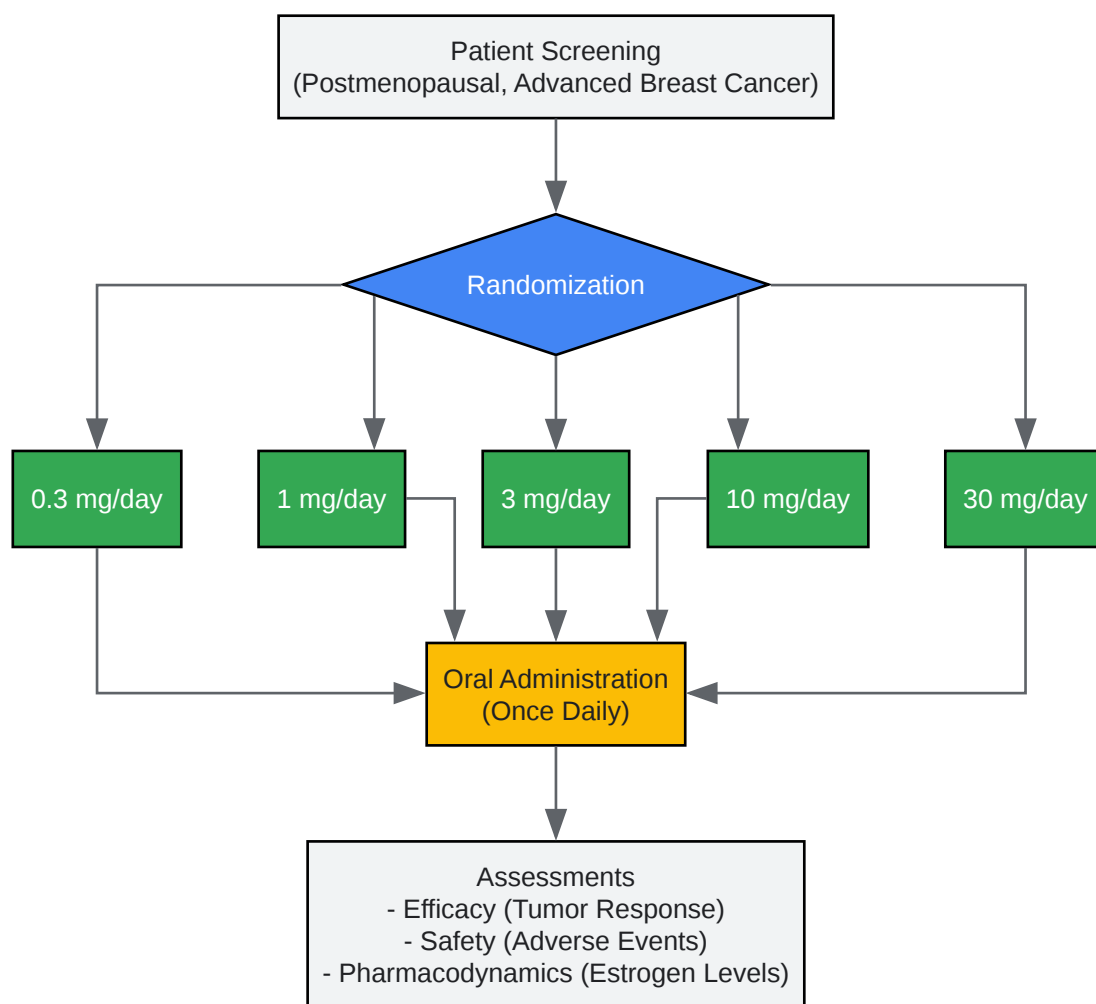 Patient Screening
(Postmenopausal, Advanced Breast Cancer)
Randomization
0.3 mg/day
1 mg/day
3 mg/day
10 mg/day
30 mg/day
Oral Administration
(Once Daily)
Assessments
- Efficacy (Tumor Response)
- Safety (Adverse Events)
- Pharmacodynamics (Estrogen Levels)